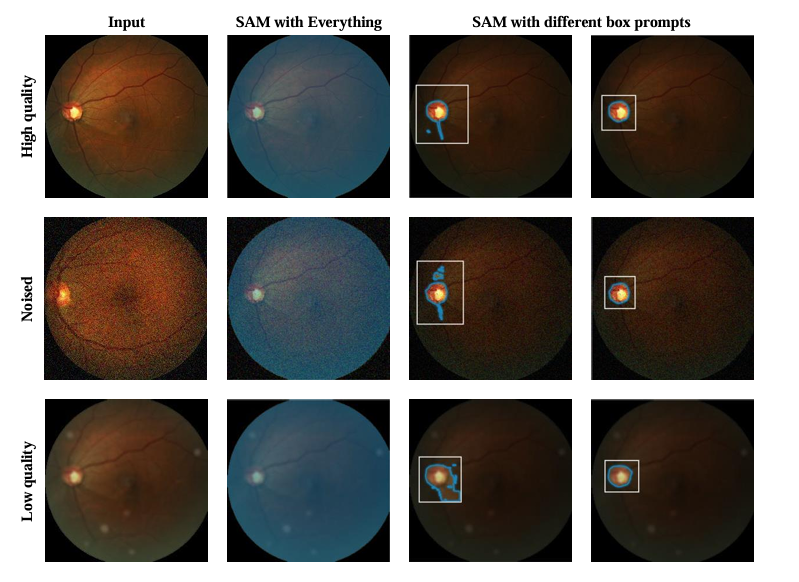 Input
SAM with Everything
SAM with different box prompts
High quality
Noised
Low quality